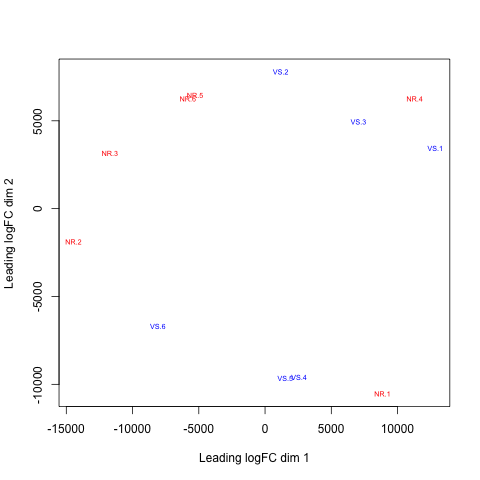 VS.2
NR.5
NR.6
NR.4
VS.3
VS.1
NR.3
NR.2
VS.6
VS.5
VS.4
NR.1
5000
0
-5000
-10000
Leading logFC dim 2
-15000 -10000 -5000 0 5000 10000
Leading logFC dim 1